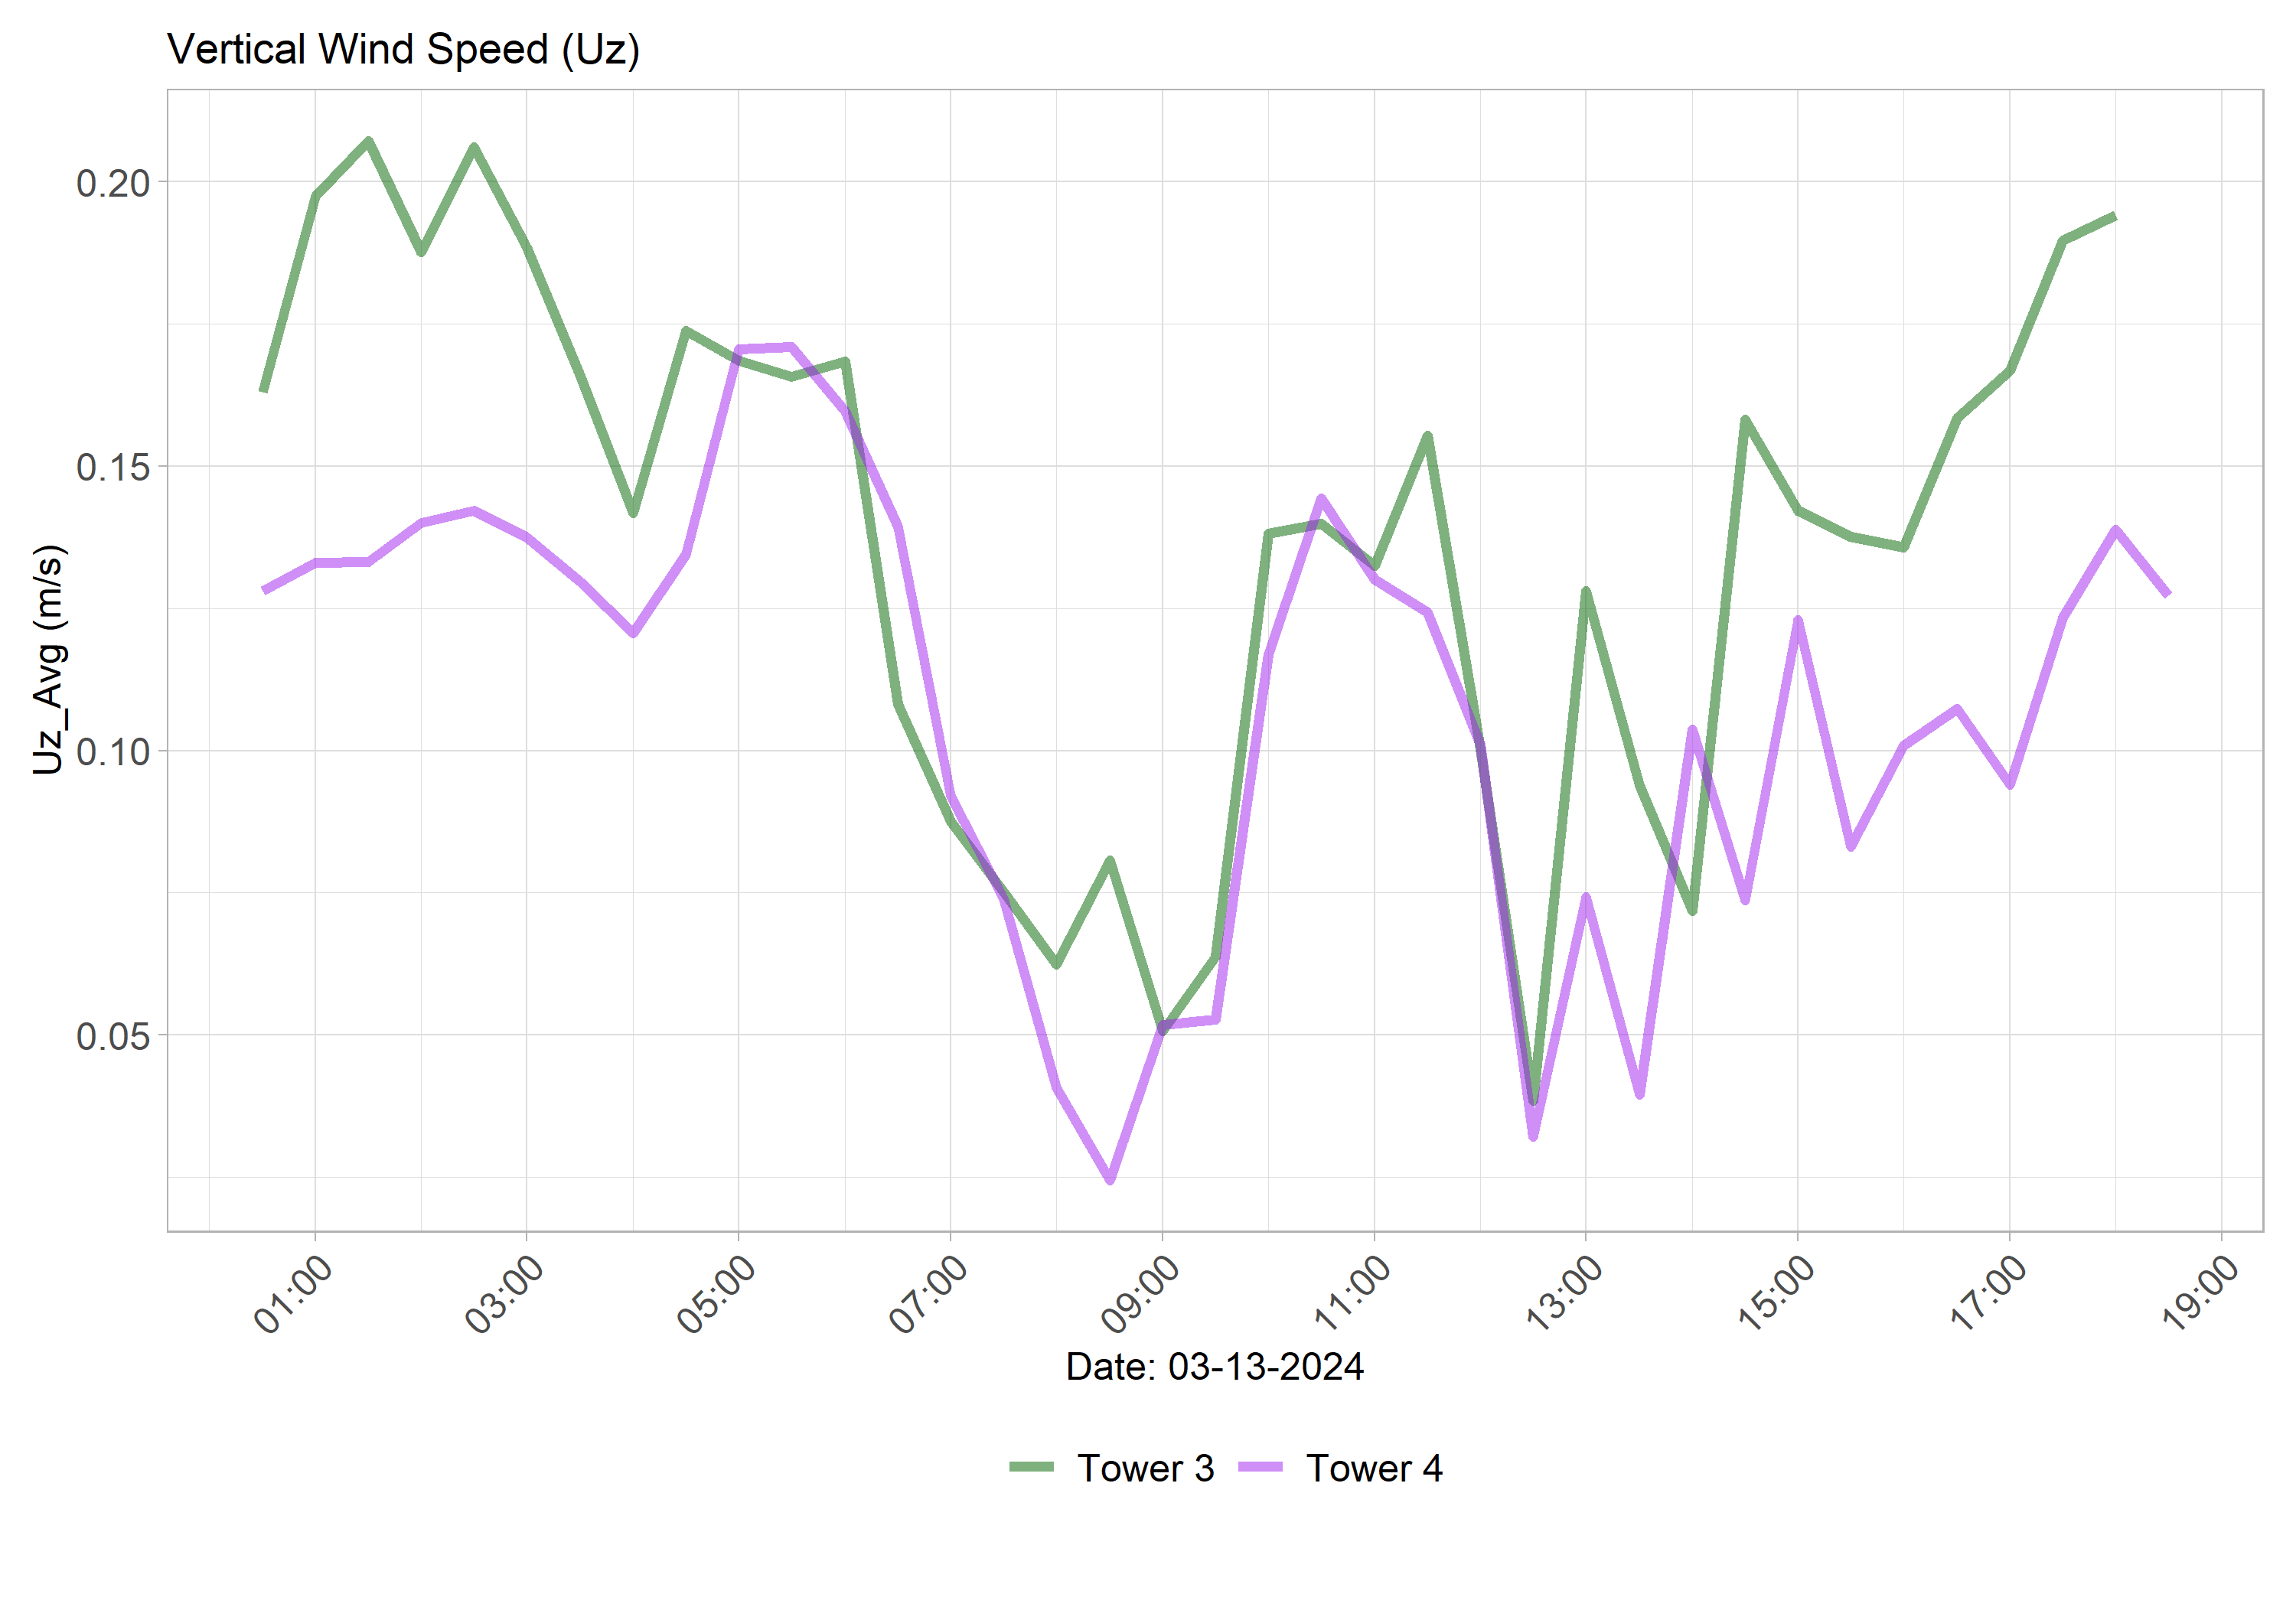 Vertical Wind Speed (Uz)
Uz_Avg (m/s)
0.20
0.15
0.10
0.05
01:00 03:00 05:00 07:00 09:00 11:00 13:00 15:00 17:00 19:00
Date: 03-13-2024
Tower 3 Tower 4